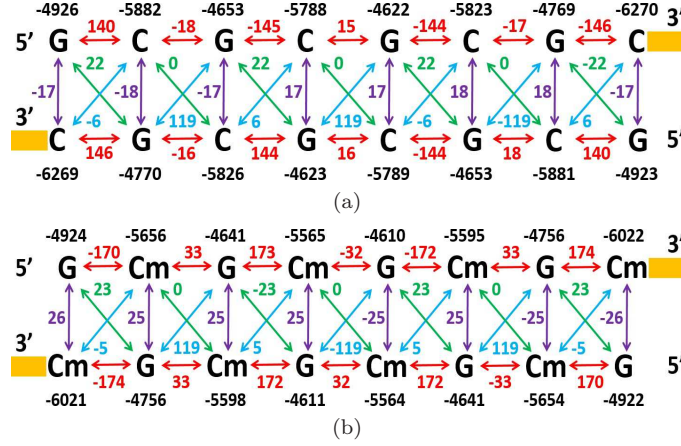 -4926 -5882 -4653 -5788 -4622 -5823 -4769 -6270 3’
5’ G 140 C -18 G -145 C 15 G -144 C -17 G -146 C
22 0 22 0 22 0 -22
-17 -18 -17 17 17 18 18 -17
3’ -6 119 6 119 -6 -119 6
C G C G C G C G 5’
146 -16 144 16 -144 18 140
-6269 -4770 -5826 -4623 -5789 -4653 -5881 -4923
(a)
-4924 -5656 -4641 -5565 -4610 -5595 -4756 -6022 3’
5’ G -170 Cm 33 G 173 Cm -32 G -172 Cm 33 G 174 Cm
23 0 -23 0 23 0 23
26 25 25 25 -25 25 -25 -26
3’ -5 119 5 -119 5 119 -5
Cm G Cm G Cm G Cm G 5’
-174 33 172 32 172 -33 170
-6021 -4756 -5598 -4611 -5564 -4641 -5654 -4922
(b)